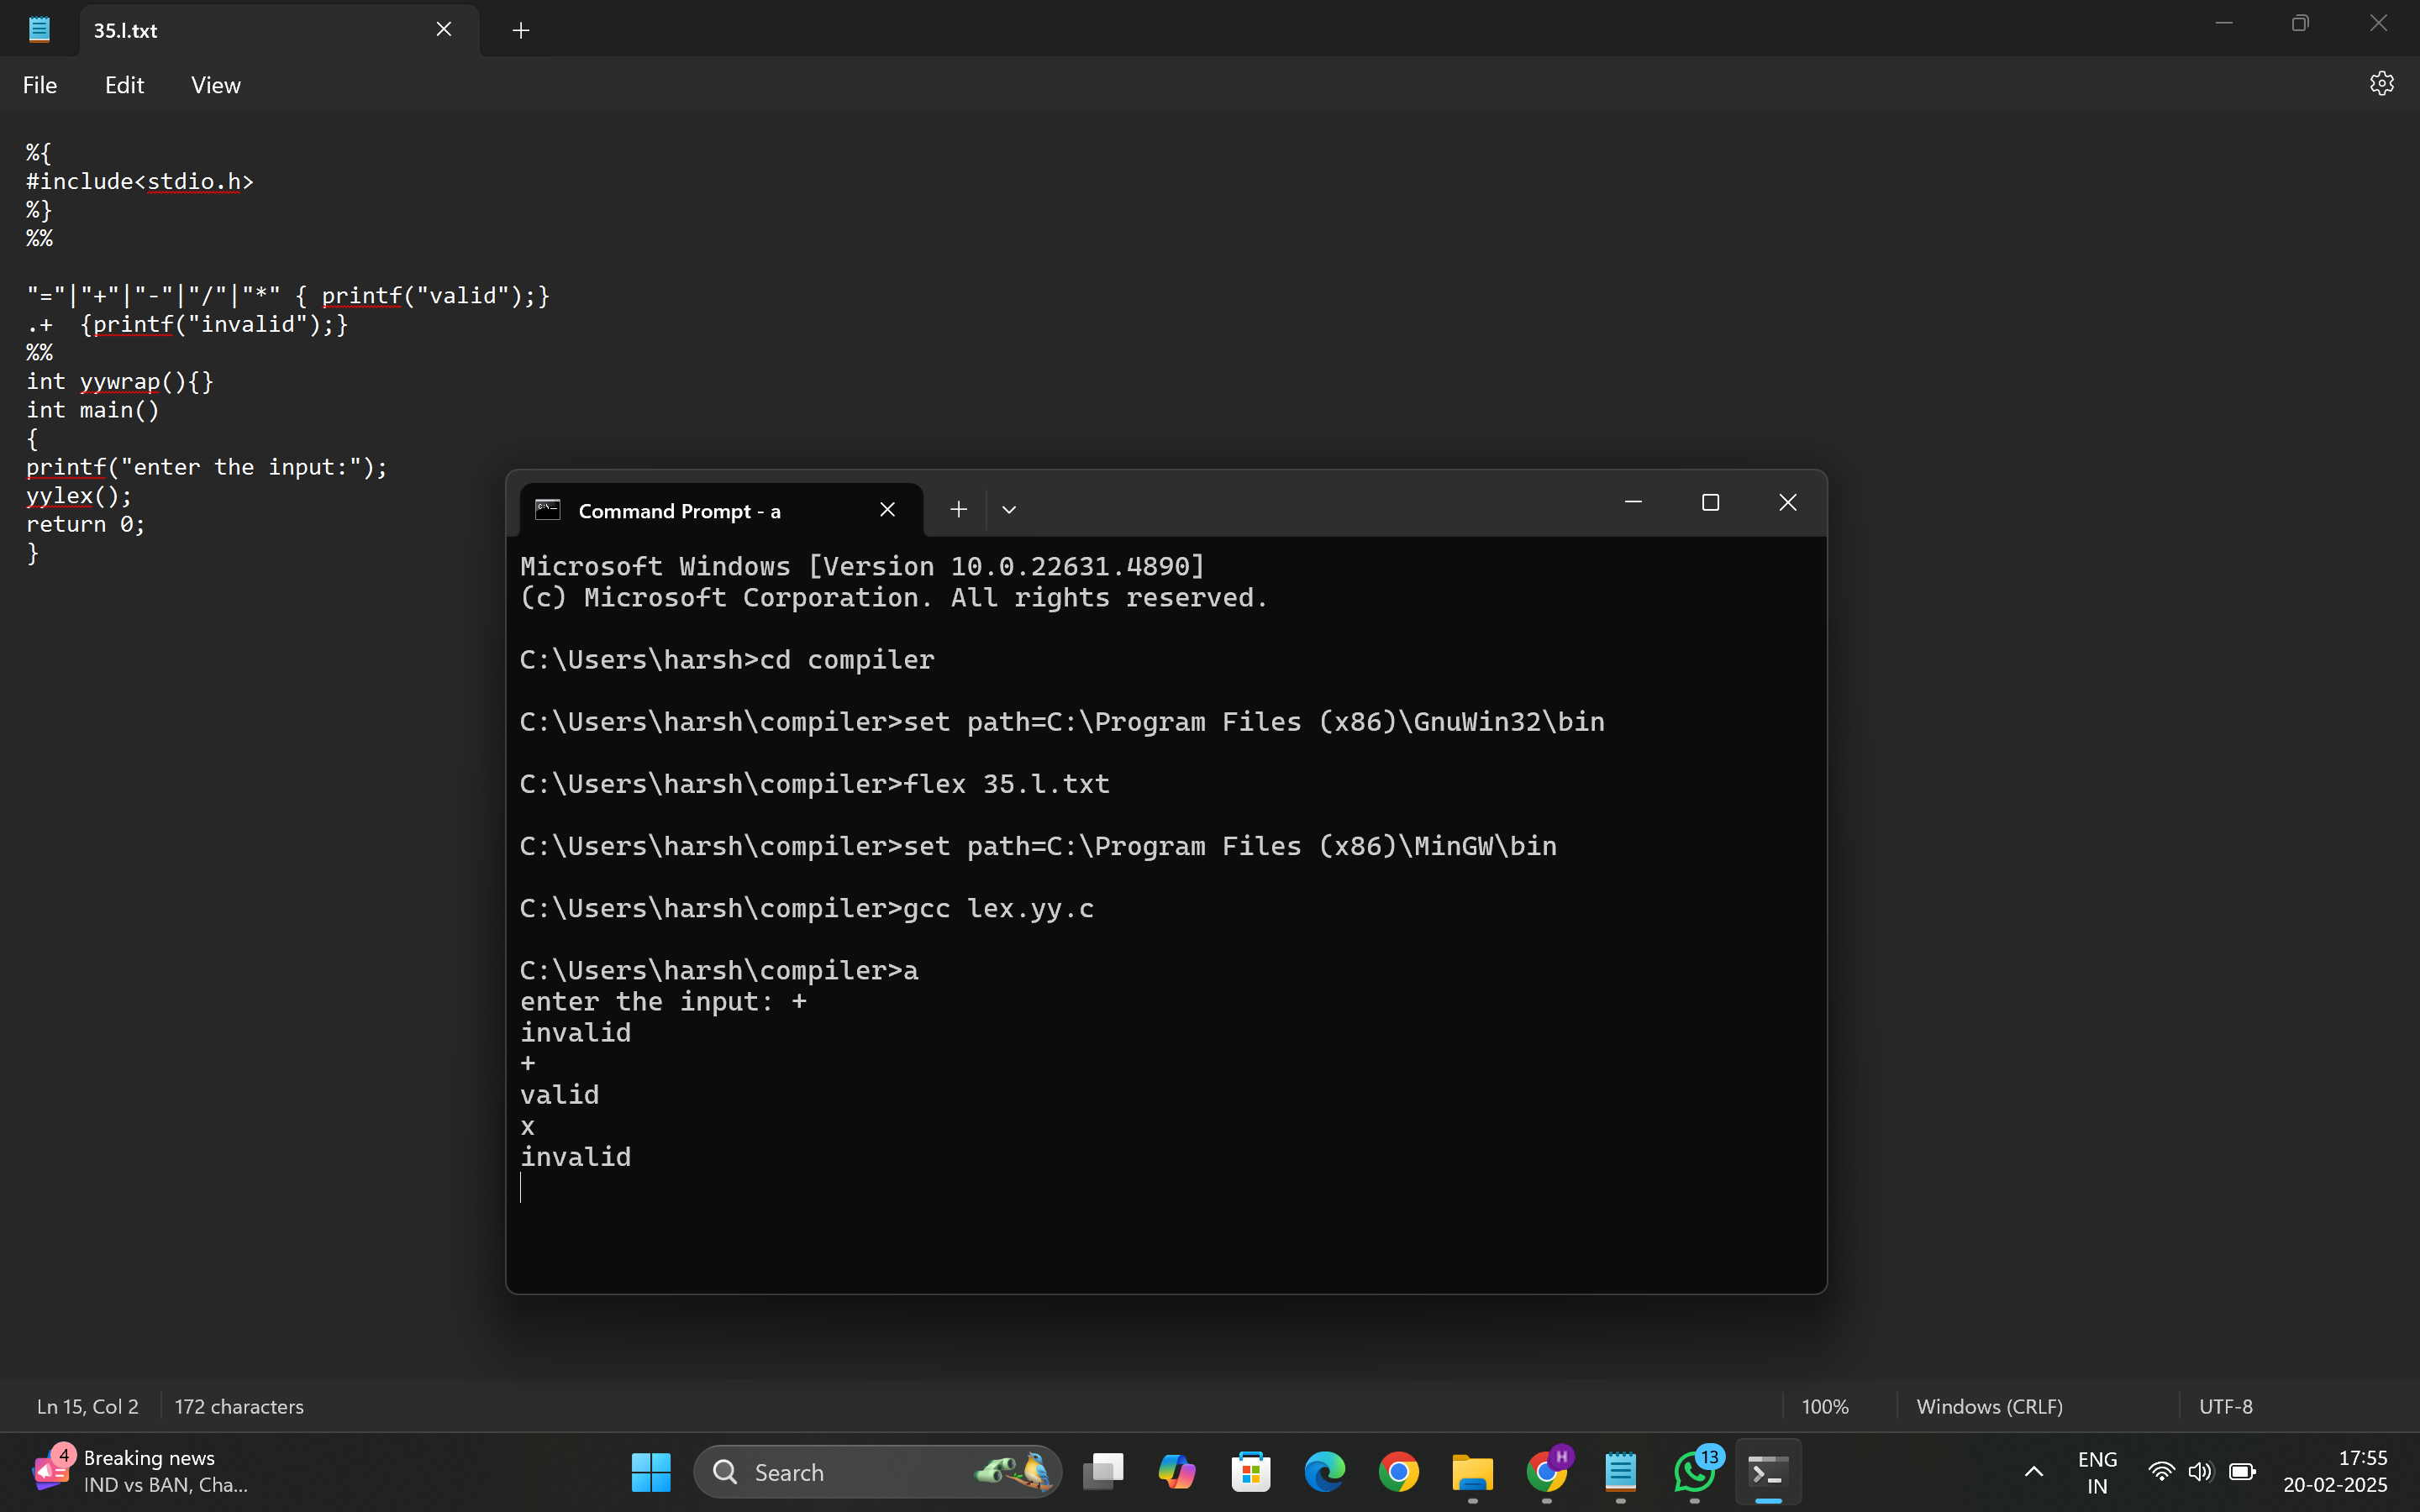 35.l.txt
File Edit View
%{
#include<stdio.h>
%}
%%
"="|"+"|"-"|"/"|"*" { printf("valid");}
.+  {printf("invalid");}
%%
int yywrap(){}
int main()
{
printf("enter the input:");
yylex();
return 0;
}
Command Prompt - a
Microsoft Windows [Version 10.0.22631.4890]
(c) Microsoft Corporation. All rights reserved.
C:\Users\harsh>cd compiler
C:\Users\harsh\compiler>set path=C:\Program Files (x86)\GnuWin32\bin
C:\Users\harsh\compiler>flex 35.l.txt
C:\Users\harsh\compiler>set path=C:\Program Files (x86)\MinGW\bin
C:\Users\harsh\compiler>gcc lex.yy.c
C:\Users\harsh\compiler>a
enter the input: +
invalid
+
valid
x
invalid
Ln 15, Col 2 172 characters 100% Windows (CRLF) UTF-8
4 Breaking news
IND vs BAN, Cha...
Search
H
13
ENG
IN
17:55
20-02-2025